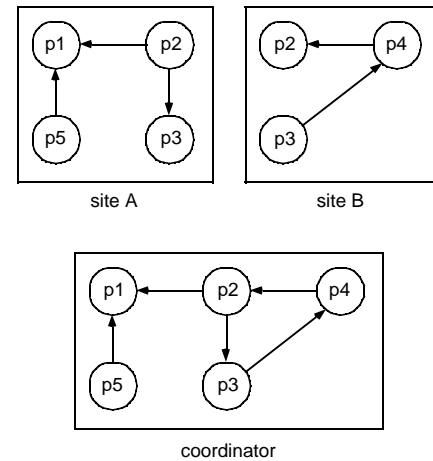 p1 p2
p5 p3
site A
p2 p4
p3
site B
p1 p2 p4
p5 p3
coordinator